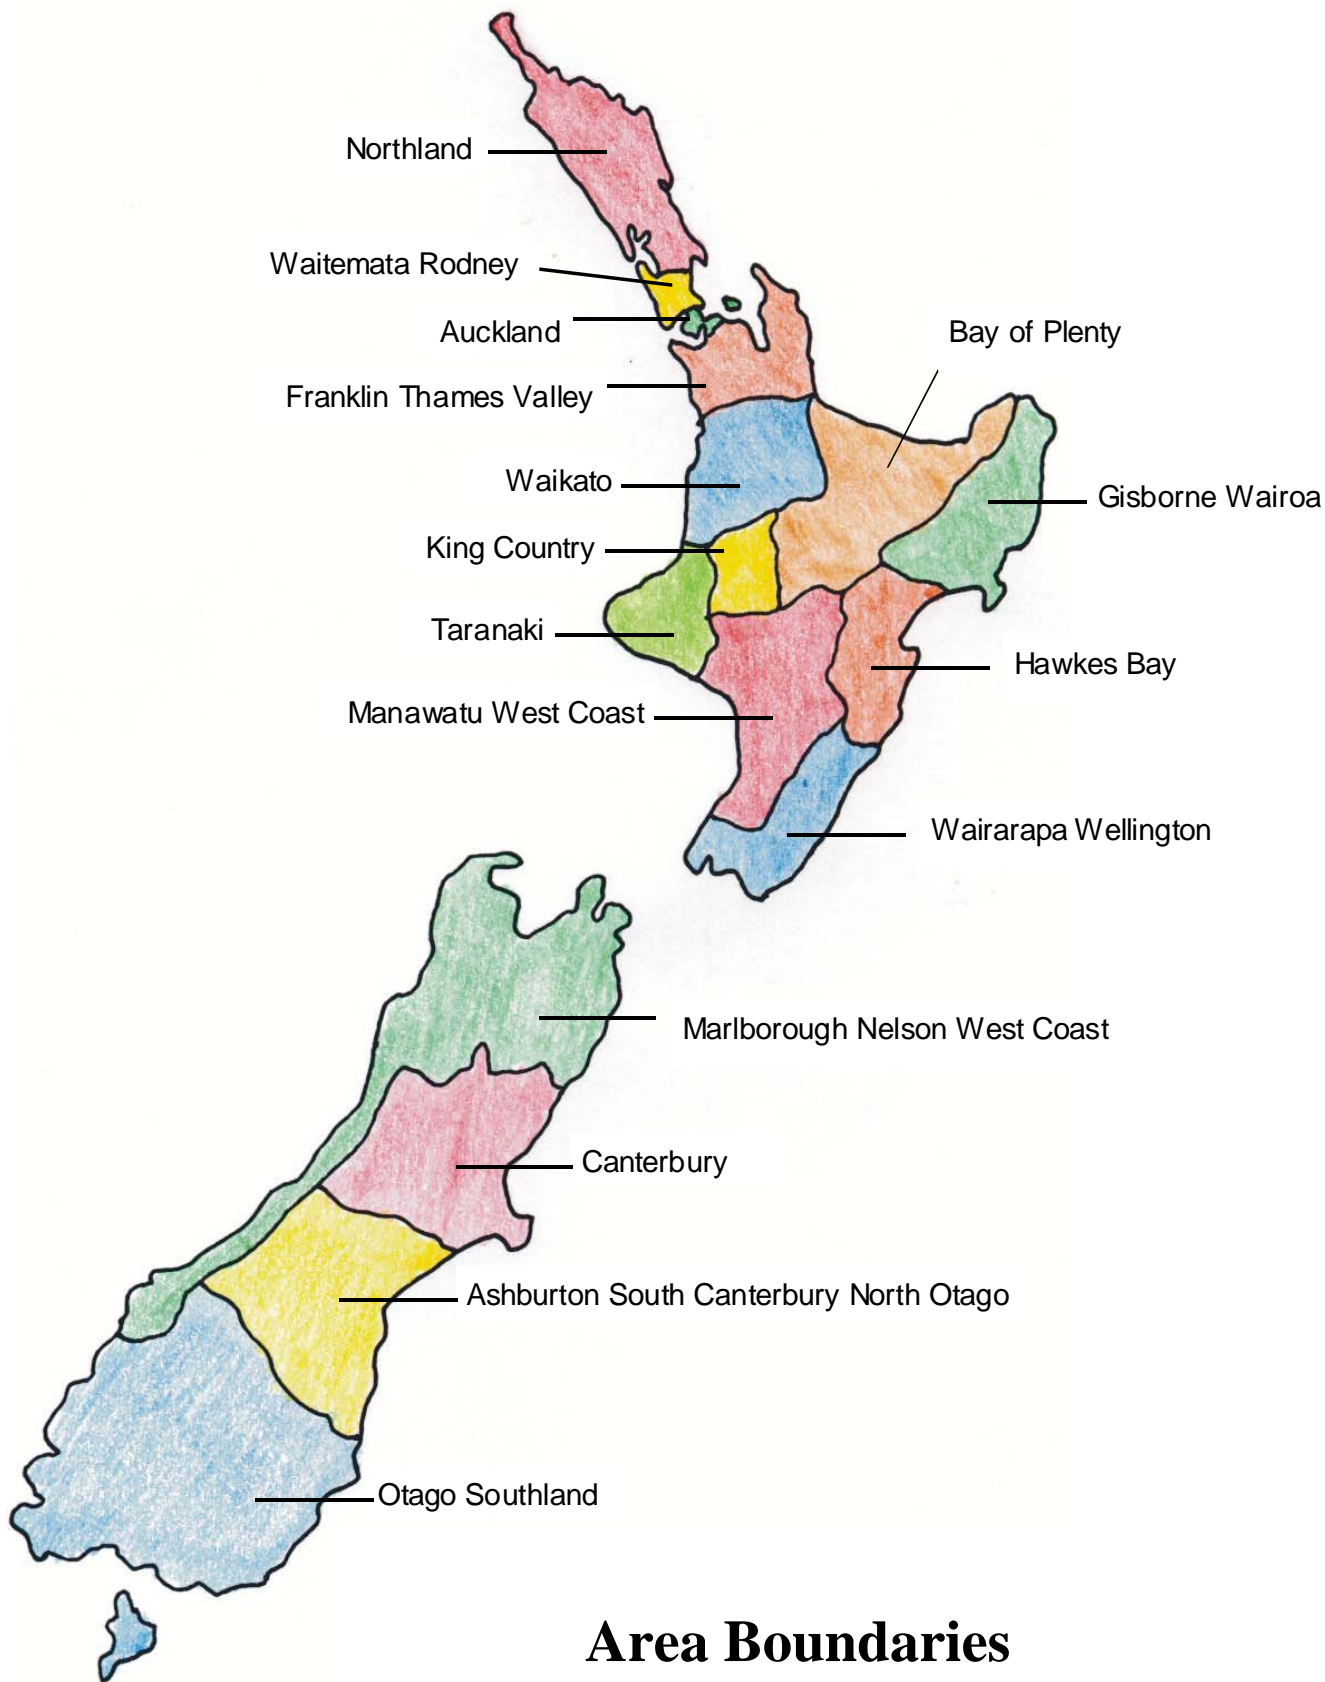 Northland
Waitemata Rodney
Auckland
Bay of Plenty
Franklin Thames Valley
Waikato
Gisborne Wairoa
King Country
Taranaki
Hawkes Bay
Manawatu West Coast
Wairarapa Wellington
Marlborough Nelson West Coast
Canterbury
Ashburton South Canterbury North Otago
Otago Southland
Area Boundaries